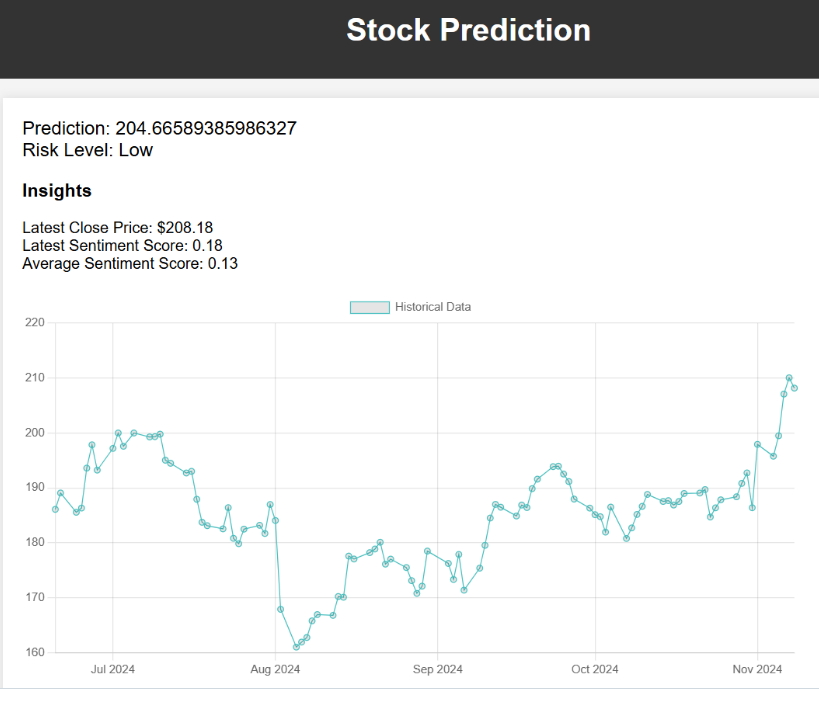 Stock Prediction
Prediction: 204.66589385986327
Risk Level: Low
Insights
Latest Close Price: $208.18
Latest Sentiment Score: 0.18
Average Sentiment Score: 0.13
Historical Data
220
210
200
190
180
170
160
Jul 2024 Aug 2024 Sep 2024 Oct 2024 Nov 2024